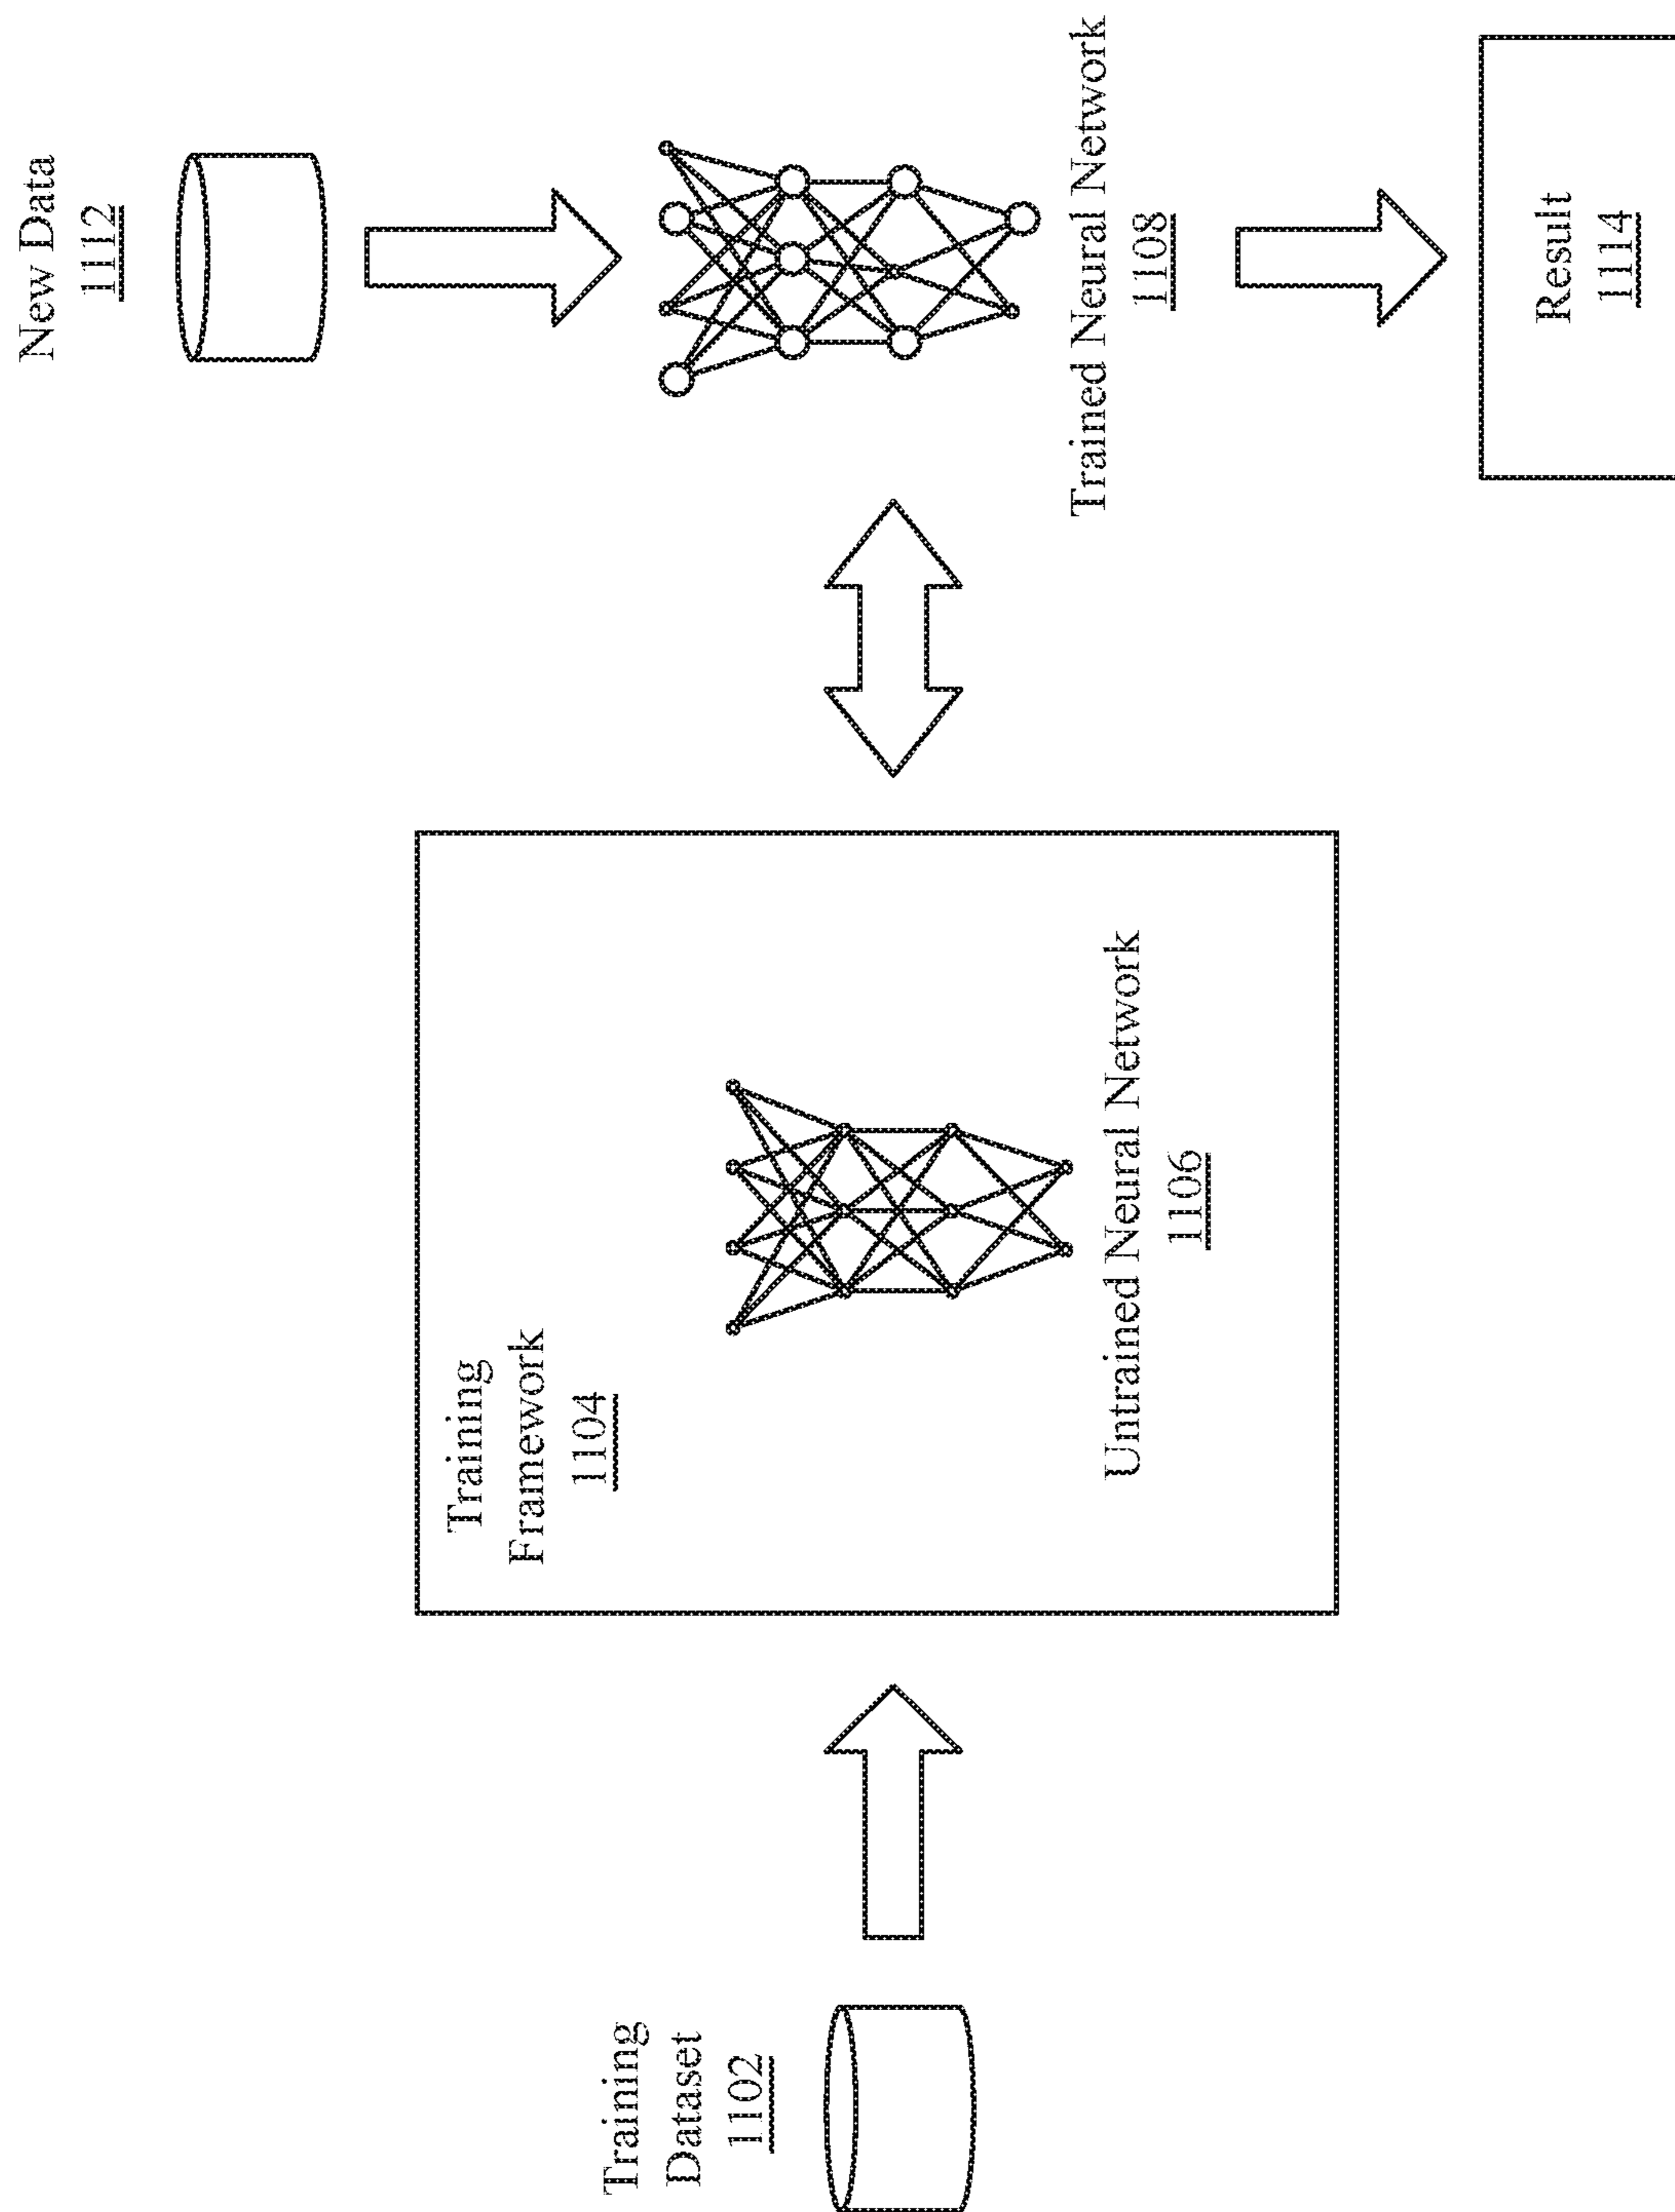 Training
Dataset
1102
Training
Framework
1104
Untrained Neural Network
1106
New Data
1112
Trained Neural Network
1108
Result
1114